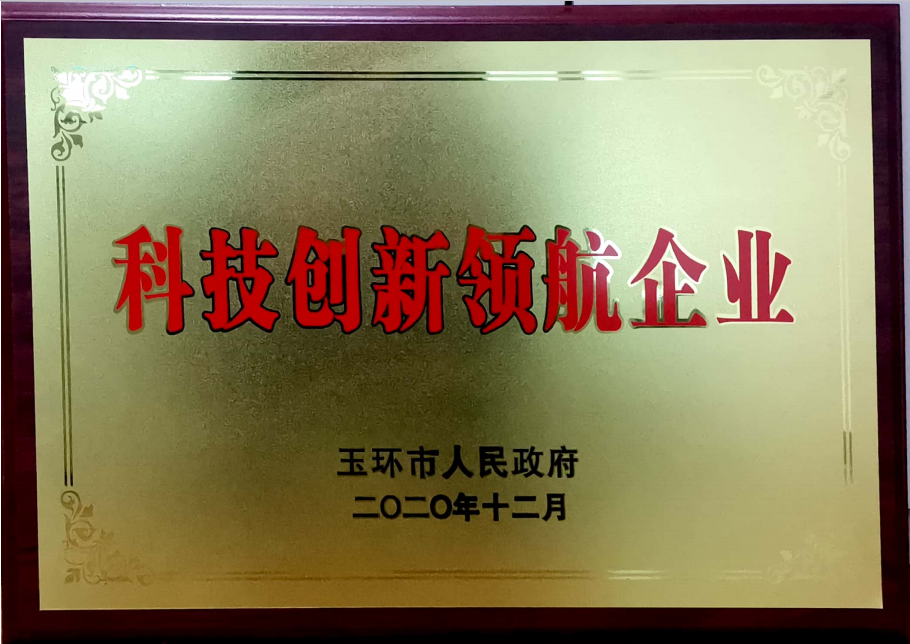 科技创新领航企业
玉环市人民政府
二〇二〇年十二月